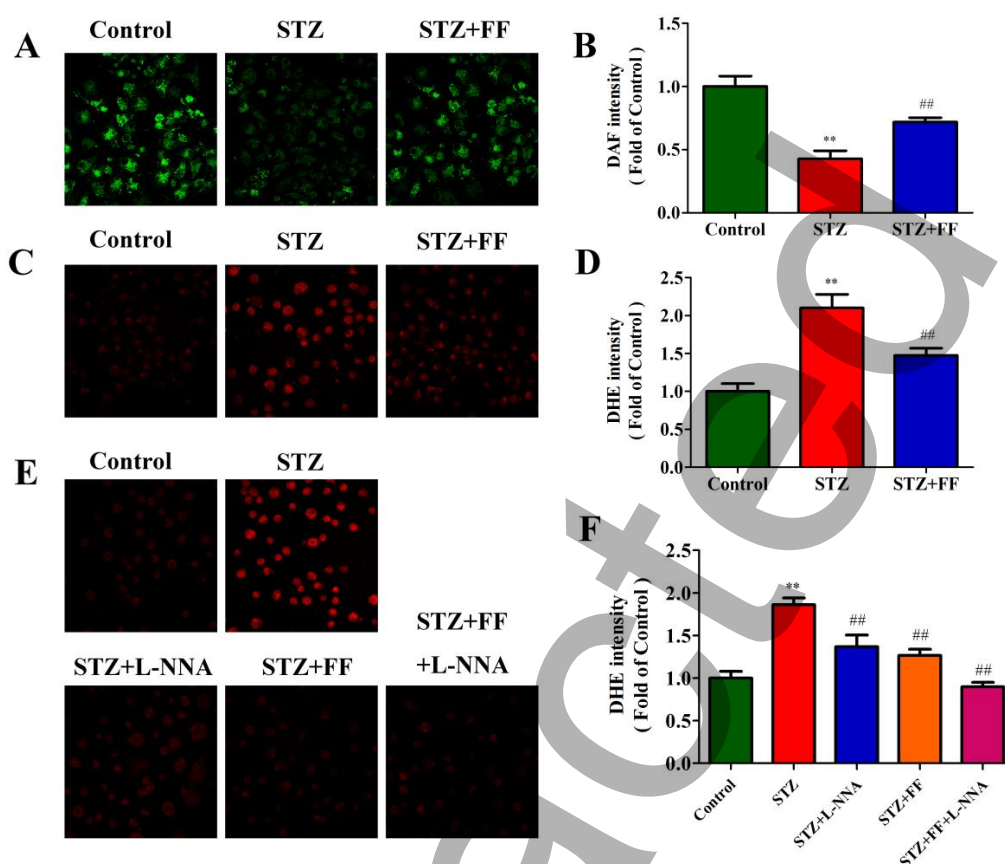 A
Control STZ STZ+FF
B
DAF intensity
( Fold of Control )
1.5
1.0
0.5
0.0
**
##
Control STZ STZ+FF
C
Control STZ STZ+FF
D
DHE intensity
( Fold of Control )
2.5
2.0
1.5
1.0
0.5
0.0
**
##
Control STZ STZ+FF
E
Control STZ
STZ+FF
STZ+L-NNA STZ+FF +L-NNA
F
DHE intensity
( Fold of Control )
2.5
2.0
1.5
1.0
0.5
0.0
**
##
##
##
Control
STZ
STZ+L-NNA
STZ+FF
STZ+FF+L-NNA